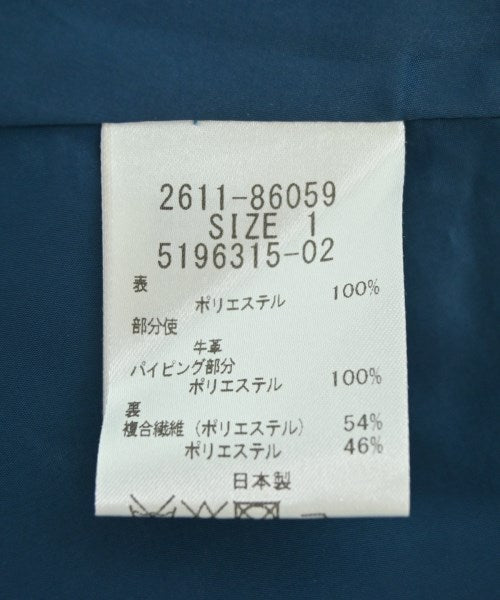 2611-86059
SIZE 1
5196315-02
表
ポリエステル 100%
部分使
牛革
パイピング部分
ポリエステル 100%
裏
複合繊維(ポリエステル) 54%
ポリエステル 46%
日本製